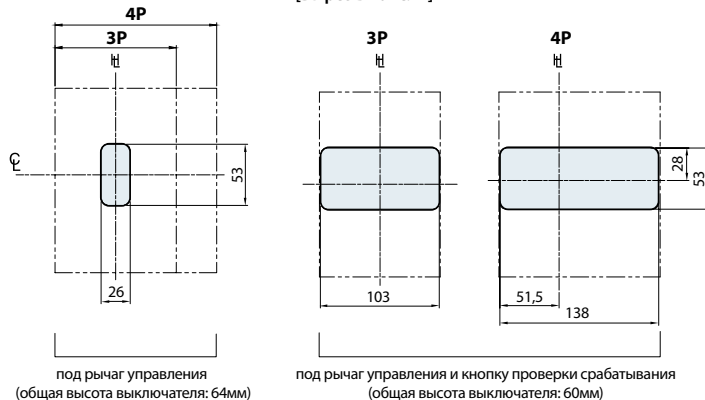 4P
3P
3P
4P
53
26
103
28
53
51,5
138
под рычаг управления
(общая высота выключателя: 64мм)
под рычаг управления и кнопку проверки срабатывания
(общая высота выключателя: 60мм)